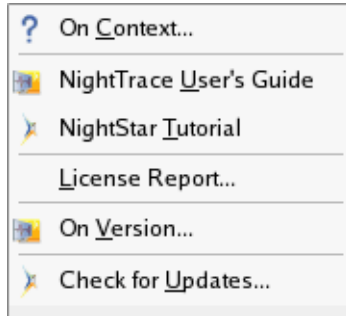 On Context...
NightTrace User's Guide
NightStar Tutorial
License Report...
On Version...
Check for Updates...